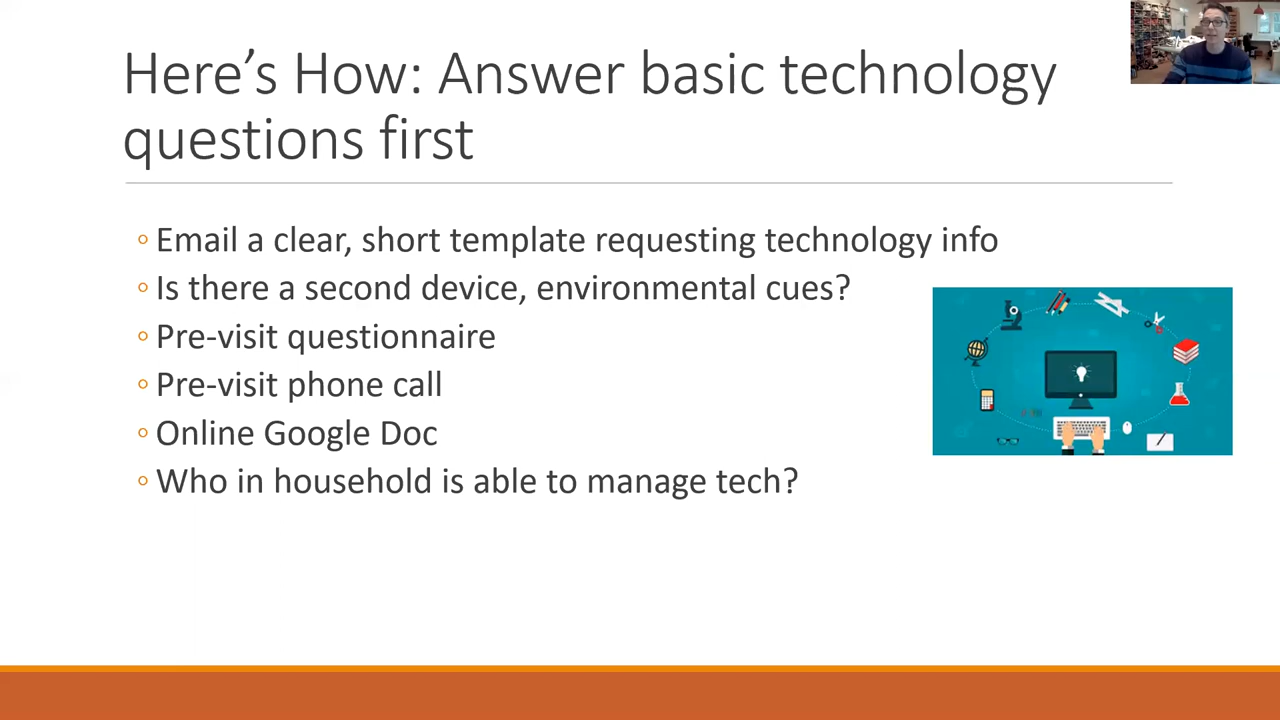 Here’s How: Answer basic technology
questions first
Email a clear, short template requesting technology info
Is there a second device, environmental cues?
Pre-visit questionnaire
Pre-visit phone call
Online Google Doc
Who in household is able to manage tech?